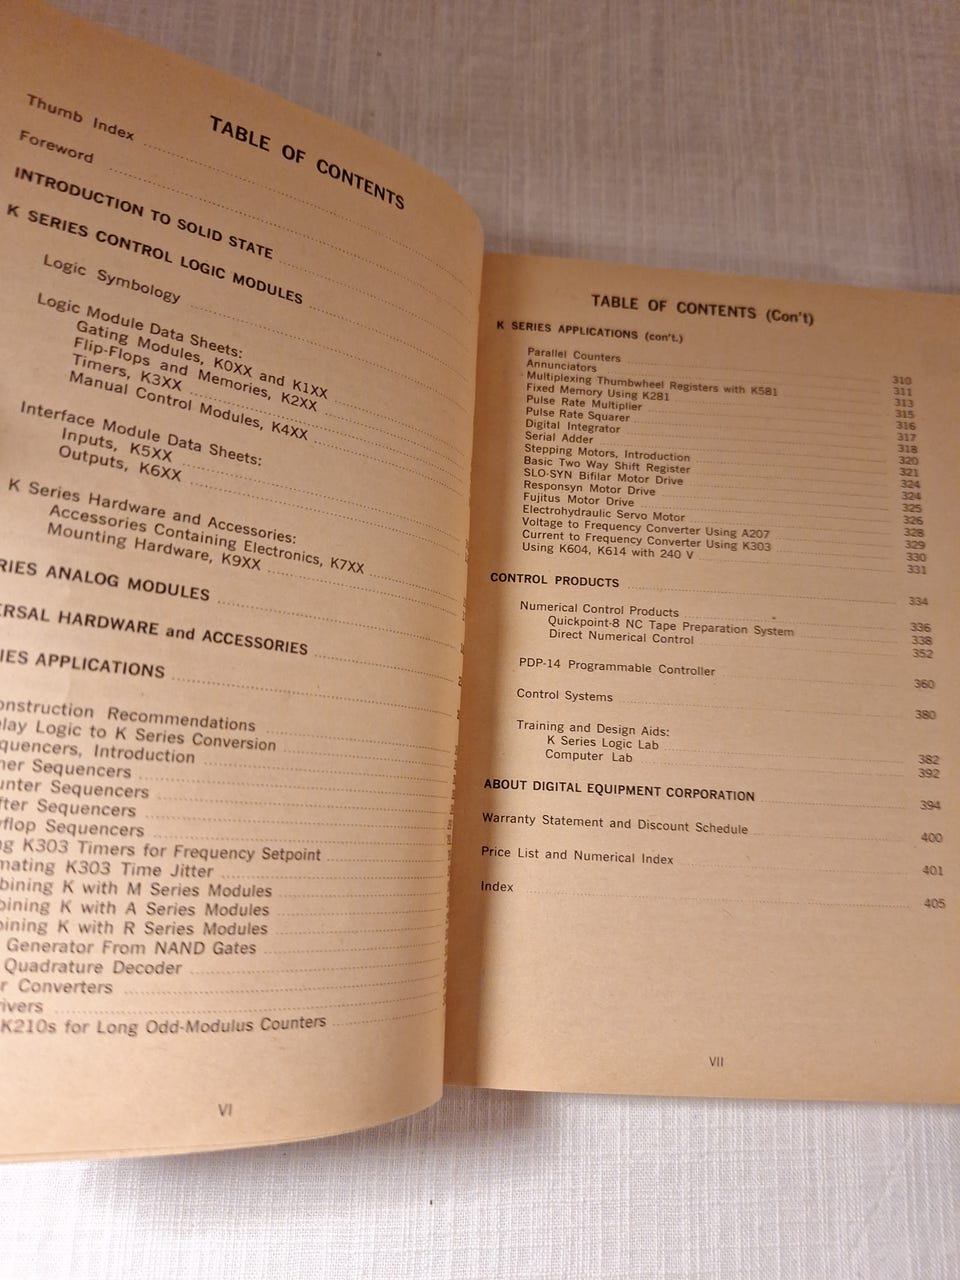 TABLE OF CONTENTS
Thumb Index
Foreword
INTRODUCTION TO SOLID STATE
K SERIES CONTROL LOGIC MODULES
Logic Symbology
Logic Module Data Sheets:
Gating Modules, K0XX and K1XX
Flip-Flops and Memories, K2XX
Timers, K3XX
Manual Control Modules, K4XX
Interface Module Data Sheets:
Inputs, K5XX
Outputs, K6XX
K Series Hardware and Accessories:
Accessories Containing Electronics, K7XX
Mounting Hardware, K9XX
RIES ANALOG MODULES
ERSAL HARDWARE and ACCESSORIES
IES APPLICATIONS
onstruction Recommendations
lay Logic to K Series Conversion
quencers, Introduction
ner Sequencers
unter Sequencers
fter Sequencers
flop Sequencers
ng K303 Timers for Frequency Setpoint
mating K303 Time Jitter
bining K with M Series Modules
bining K with A Series Modules
ining K with R Series Modules
Generator From NAND Gates
Quadrature Decoder
r Converters
ivers
K210s for Long Odd-Modulus Counters
VI
TABLE OF CONTENTS (Con't)
K SERIES APPLICATIONS (con't.)
Parallel Counters 310
Annunciators 311
Multiplexing Thumbwheel Registers with K581 313
Fixed Memory Using K281 315
Pulse Rate Multiplier 316
Pulse Rate Squarer 317
Digital Integrator 318
Serial Adder 320
Stepping Motors, Introduction 321
Basic Two Way Shift Register 324
SLO-SYN Bifilar Motor Drive 324
Responsyn Motor Drive 325
Fujitus Motor Drive 326
Electrohydraulic Servo Motor 328
Voltage to Frequency Converter Using A207 329
Current to Frequency Converter Using K303 330
Using K604, K614 with 240 V 331
CONTROL PRODUCTS 334
Numerical Control Products 336
Quickpoint-8 NC Tape Preparation System 338
Direct Numerical Control 352
PDP-14 Programmable Controller 360
Control Systems 380
Training and Design Aids:
K Series Logic Lab 382
Computer Lab 392
ABOUT DIGITAL EQUIPMENT CORPORATION 394
Warranty Statement and Discount Schedule 400
Price List and Numerical Index 401
Index 405
VII